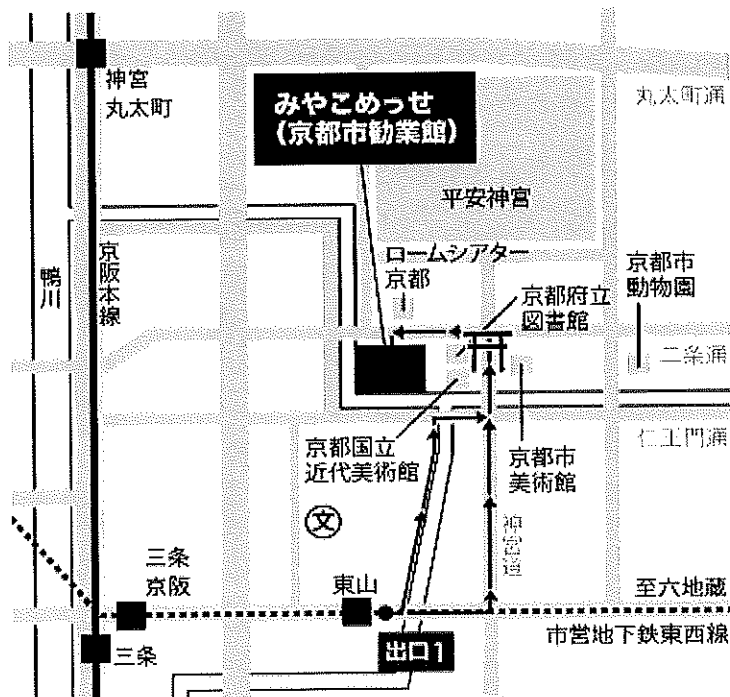 神宮
丸太町
みやこめっせ
(京都市勧業館)
丸太町通
平安神宮
鴨川
京阪本線
ロームシアター
京都
京都府立
図書館
京都市
動物園
二条通
仁王門通
京都国立
近代美術館
京都市
美術館
文
神宮道
三条
京阪
東山
至六地蔵
市営地下鉄東西線
三条
出口1